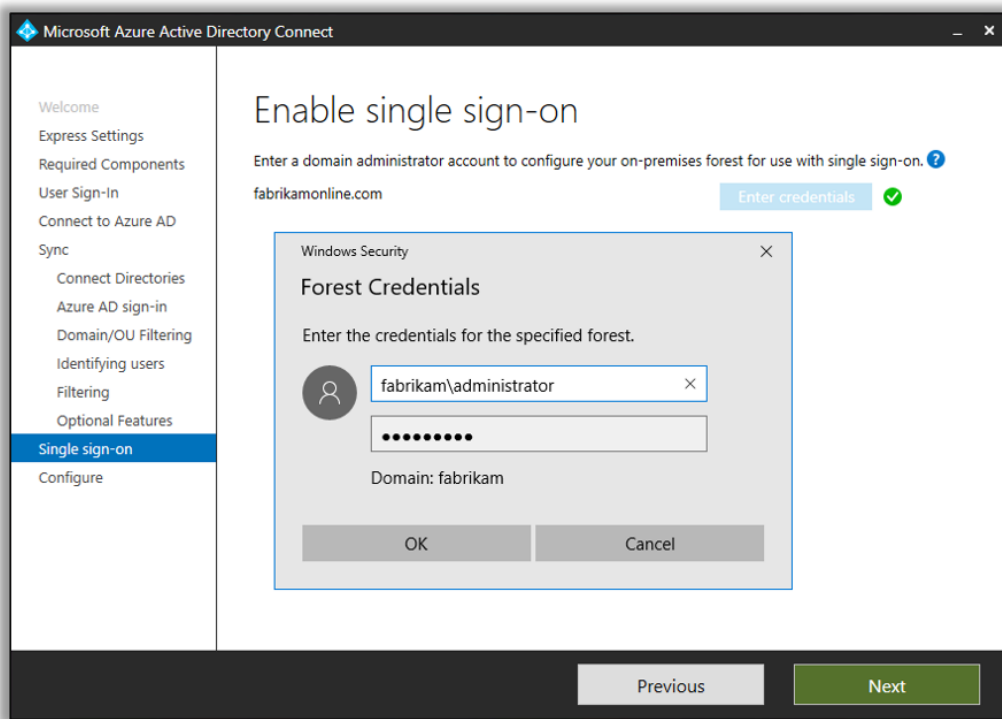 Microsoft Azure Active Directory Connect
Welcome
Express Settings
Required Components
User Sign-In
Connect to Azure AD
Sync
Connect Directories
Azure AD sign-in
Domain/OU Filtering
Identifying users
Filtering
Optional Features
Single sign-on
Configure
Enable single sign-on
Enter a domain administrator account to configure your on-premises forest for use with single sign-on. ?
fabrikamonline.com Enter credentials
Windows Security
Forest Credentials
Enter the credentials for the specified forest.
fabrikam\administrator
●●●●●●●●●
Domain: fabrikam
OK Cancel
Previous Next